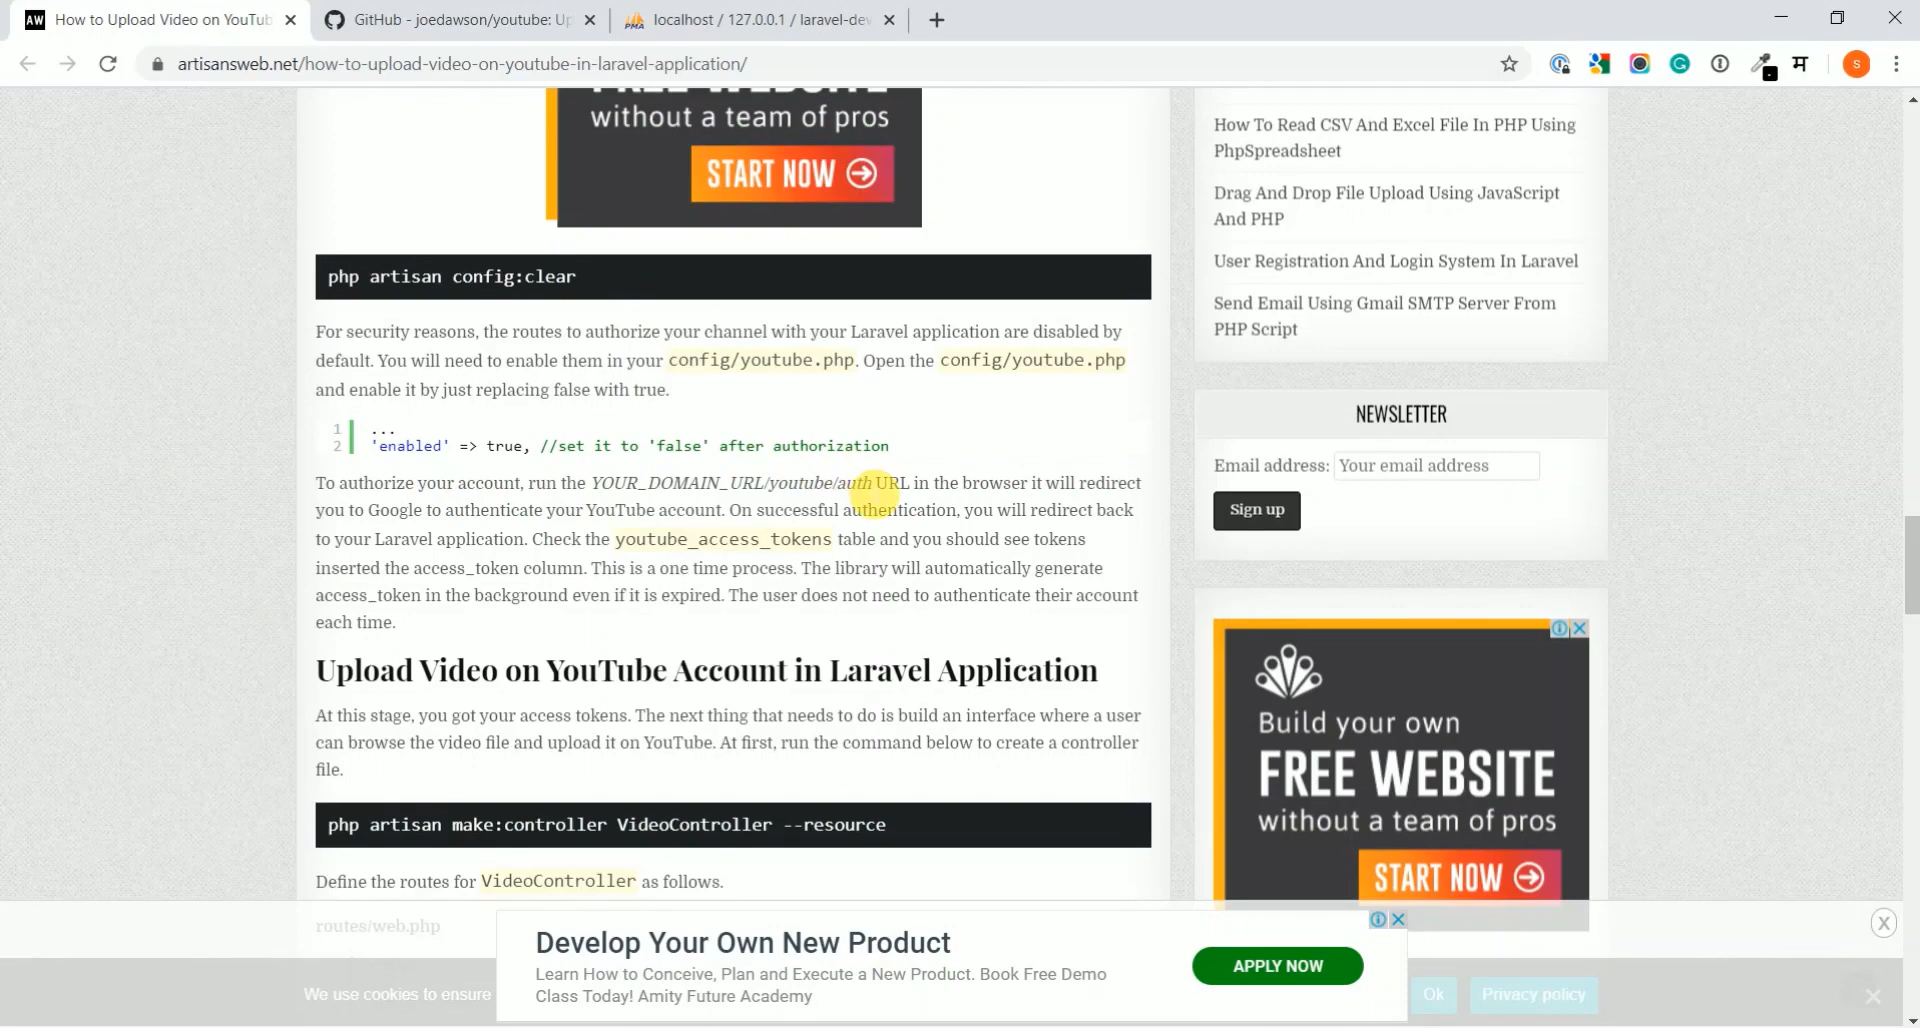 How to Upload Video on YouTub
GitHub - joedawson/youtube: Up
localhost / 127.0.0.1 / laravel-dev
artisansweb.net/how-to-upload-video-on-youtube-in-laravel-application/
FREE WEBSITE
without a team of pros
START NOW
php artisan config:clear
For security reasons, the routes to authorize your channel with your Laravel application are disabled by
default. You will need to enable them in your config/youtube.php. Open the config/youtube.php
and enable it by just replacing false with true.
1 ...
2 'enabled' => true, //set it to 'false' after authorization
To authorize your account, run the YOUR_DOMAIN_URL/youtube/auth URL in the browser it will redirect
you to Google to authenticate your YouTube account. On successful authentication, you will redirect back
to your Laravel application. Check the youtube_access_tokens table and you should see tokens
inserted the access_token column. This is a one time process. The library will automatically generate
access_token in the background even if it is expired. The user does not need to authenticate their account
each time.
Upload Video on YouTube Account in Laravel Application
At this stage, you got your access tokens. The next thing that needs to do is build an interface where a user
can browse the video file and upload it on YouTube. At first, run the command below to create a controller
file.
php artisan make:controller VideoController --resource
Define the routes for VideoController as follows.
routes/web.php
How To Read CSV And Excel File In PHP Using
PhpSpreadsheet
Drag And Drop File Upload Using JavaScript
And PHP
User Registration And Login System In Laravel
Send Email Using Gmail SMTP Server From
PHP Script
NEWSLETTER
Email address: Your email address
Sign up
Build your own
FREE WEBSITE
without a team of pros
START NOW
Develop Your Own New Product
Learn How to Conceive, Plan and Execute a New Product. Book Free Demo
Class Today! Amity Future Academy
APPLY NOW
We use cookies to ensure
Ok
Privacy policy